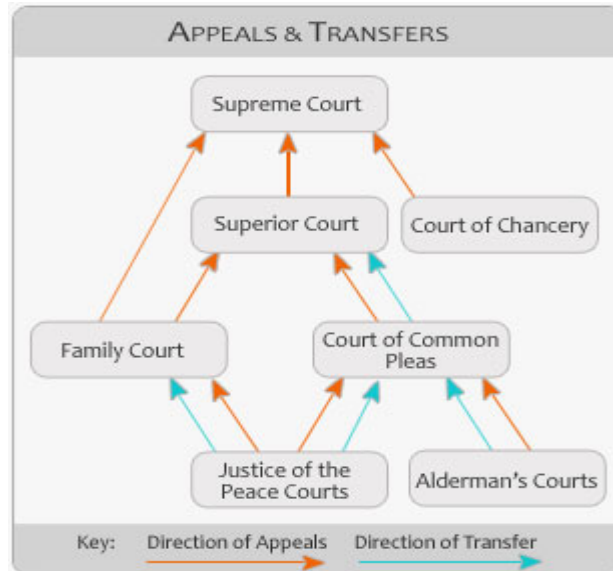 APPEALS & TRANSFERS
Supreme Court
Superior Court
Court of Chancery
Family Court
Court of Common
Pleas
Justice of the
Peace Courts
Alderman's Courts
Key: Direction of Appeals Direction of Transfer